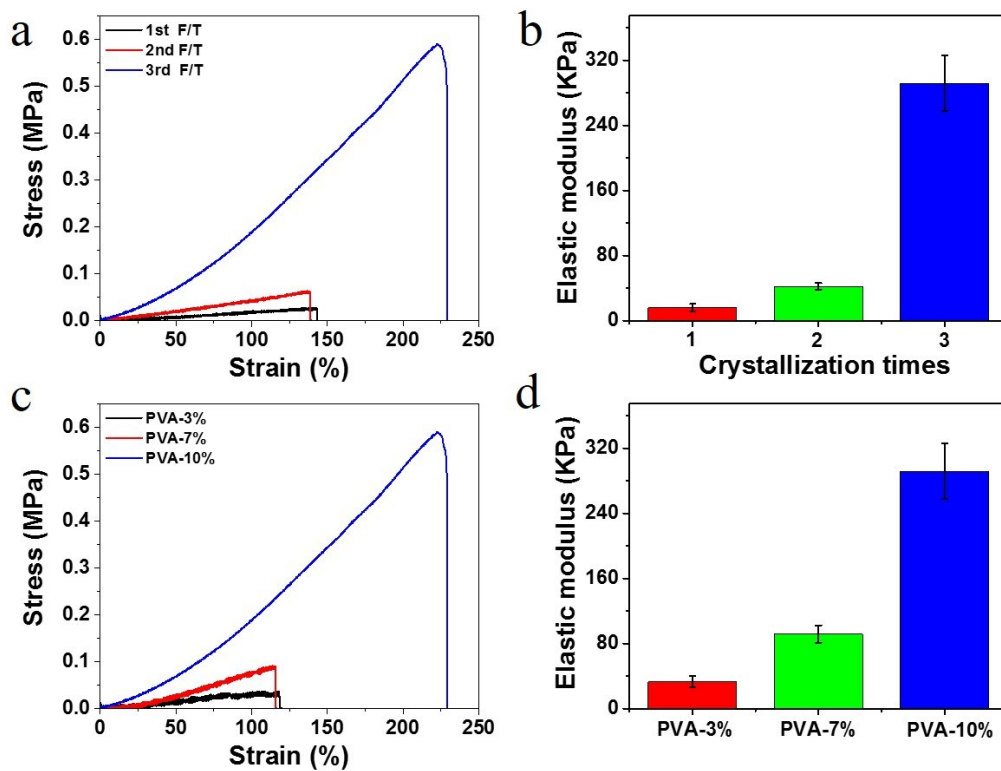 a
0.6
0.5
0.4
0.3
0.2
0.1
0.0
Stress (MPa)
1st F/T
2nd F/T
3rd F/T
0 50 100 150 200 250
Strain (%)
b
320
240
160
80
0
Elastic modulus (KPa)
1 2 3
Crystallization times
c
0.6
0.5
0.4
0.3
0.2
0.1
0.0
Stress (MPa)
PVA-3%
PVA-7%
PVA-10%
0 50 100 150 200 250
Strain (%)
d
320
240
160
80
0
Elastic modulus (KPa)
PVA-3% PVA-7% PVA-10%